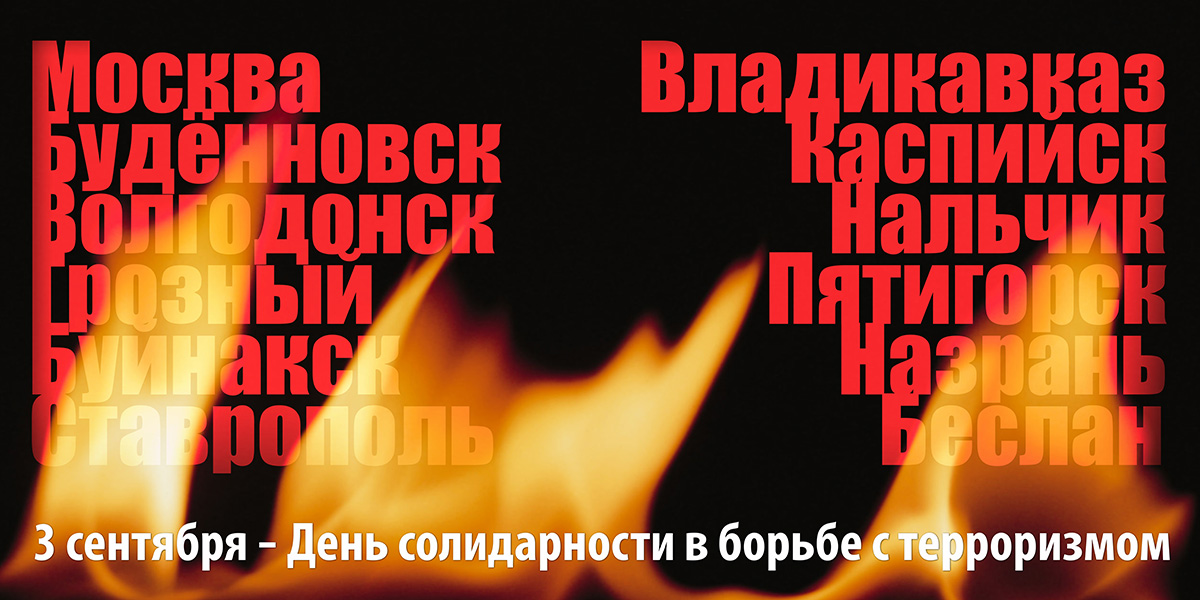 Москва
Будённовск
Волгодонск
Грозный
Буйнакск
Ставрополь
Владикавказ
Каспийск
Нальчик
Пятигорск
Назрань
Беслан
3 сентября – День солидарности в борьбе с терроризмом